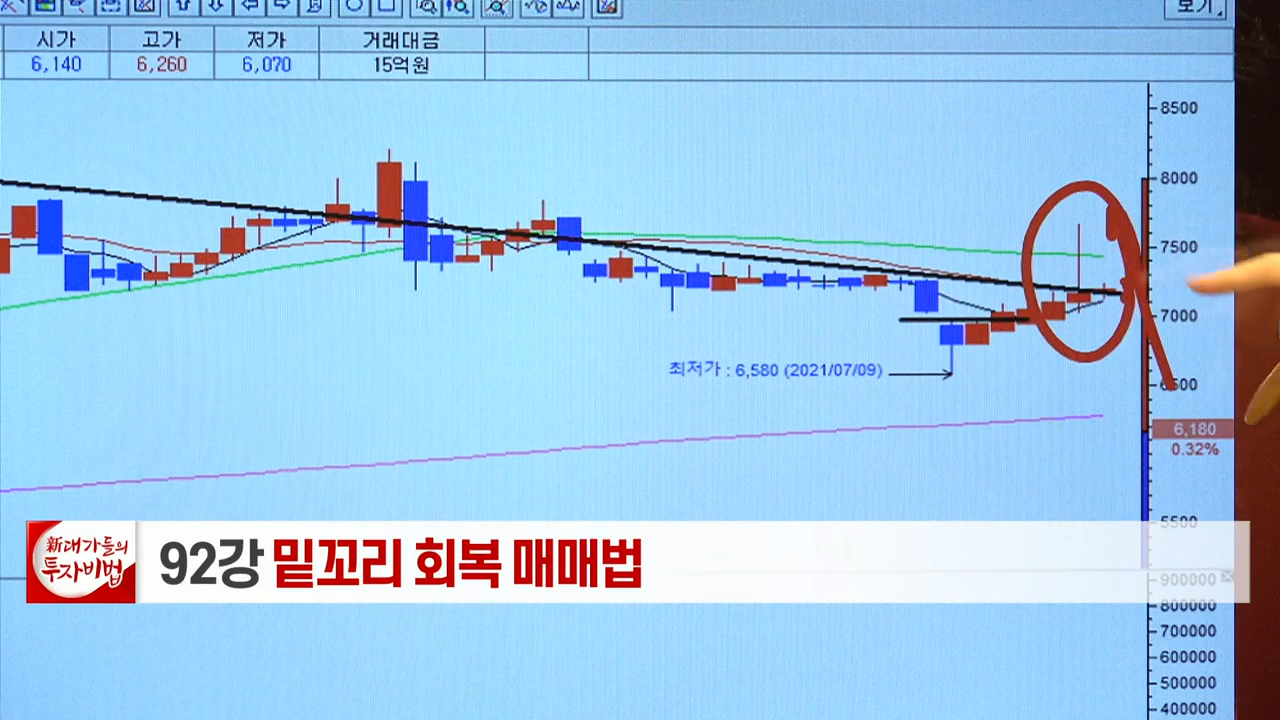 보기
시가 고가 저가 거래대금
6,140 6,260 6,070 15억원
8500
8000
7500
7000
최저가 : 6,580 (2021/07/09)
6500
6,180
0.32%
5500
新대가들의
투자비법
92강 밑꼬리 회복 매매법
900000
800000
700000
600000
500000
400000